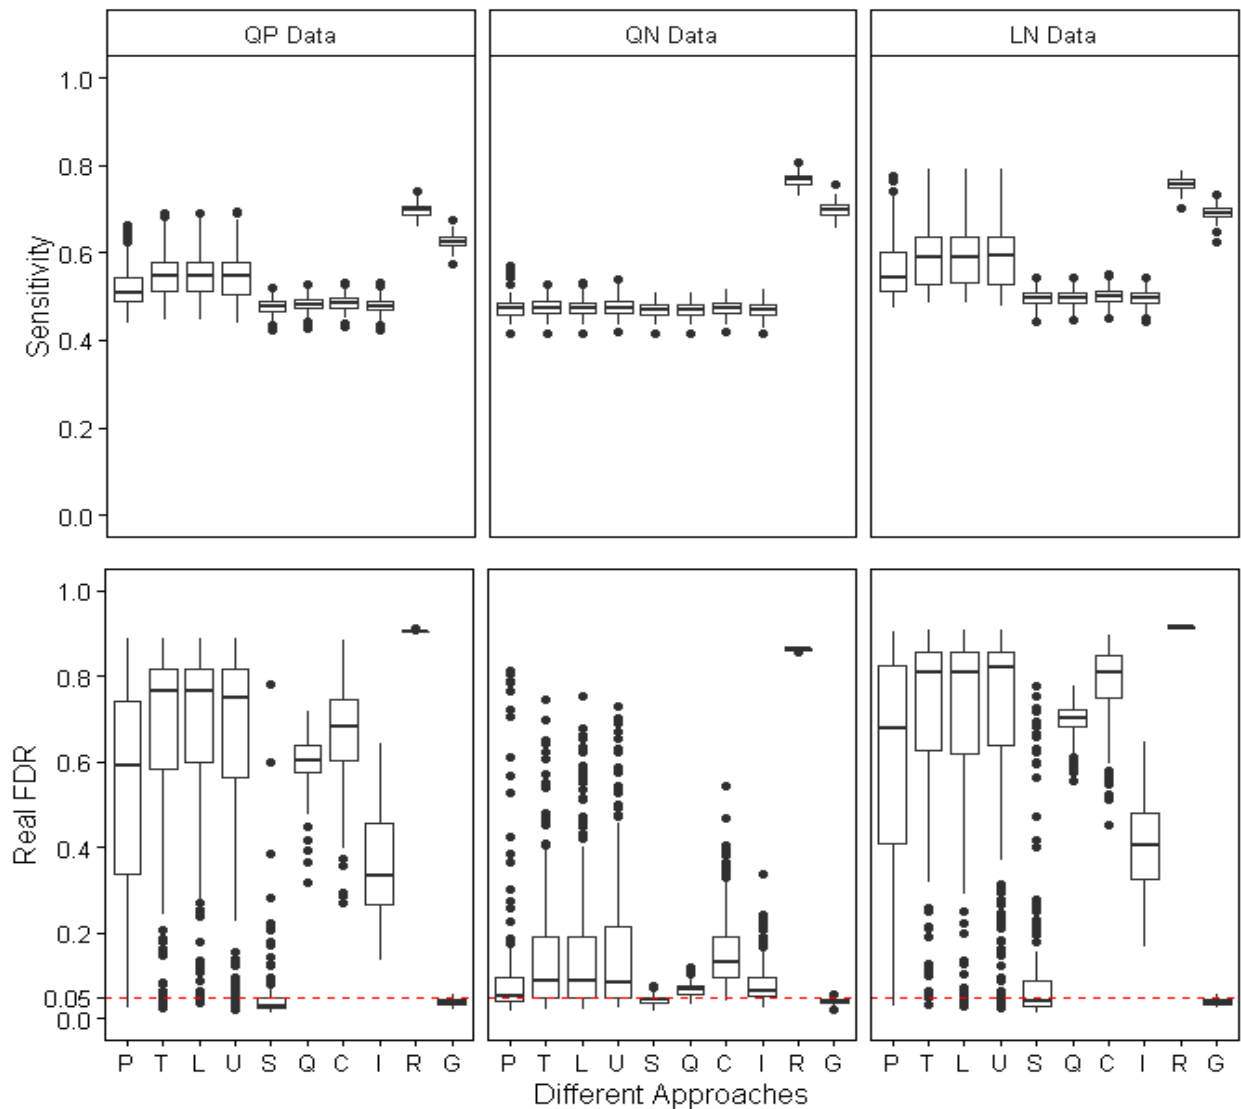 QP Data QN Data LN Data
Sensitivity
1.0
0.8
0.6
0.4
0.2
0.0
Real FDR
1.0
0.8
0.6
0.4
0.2
0.05
0.0
P T L U S Q C I R G P T L U S Q C I R G P T L U S Q C I R G
Different Approaches